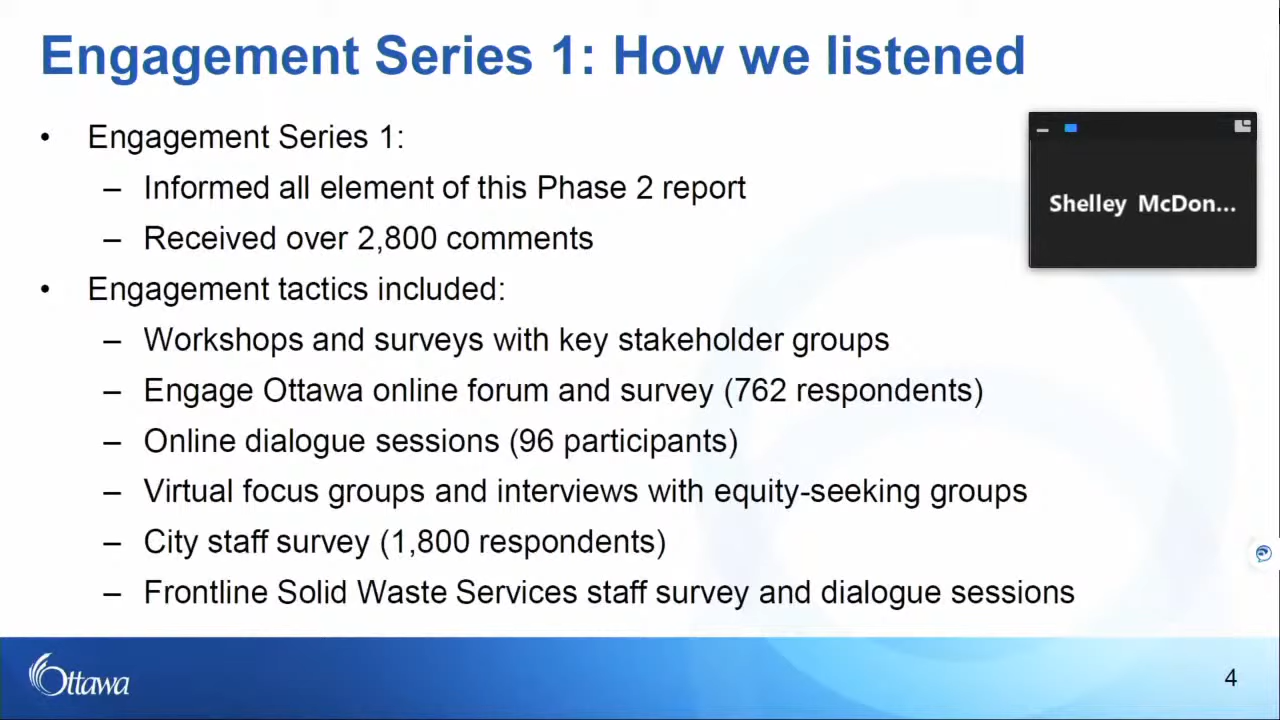 Engagement Series 1: How we listened
• Engagement Series 1:
– Informed all element of this Phase 2 report
– Received over 2,800 comments
• Engagement tactics included:
– Workshops and surveys with key stakeholder groups
– Engage Ottawa online forum and survey (762 respondents)
– Online dialogue sessions (96 participants)
– Virtual focus groups and interviews with equity-seeking groups
– City staff survey (1,800 respondents)
– Frontline Solid Waste Services staff survey and dialogue sessions
Shelley McDon...
Ottawa
4